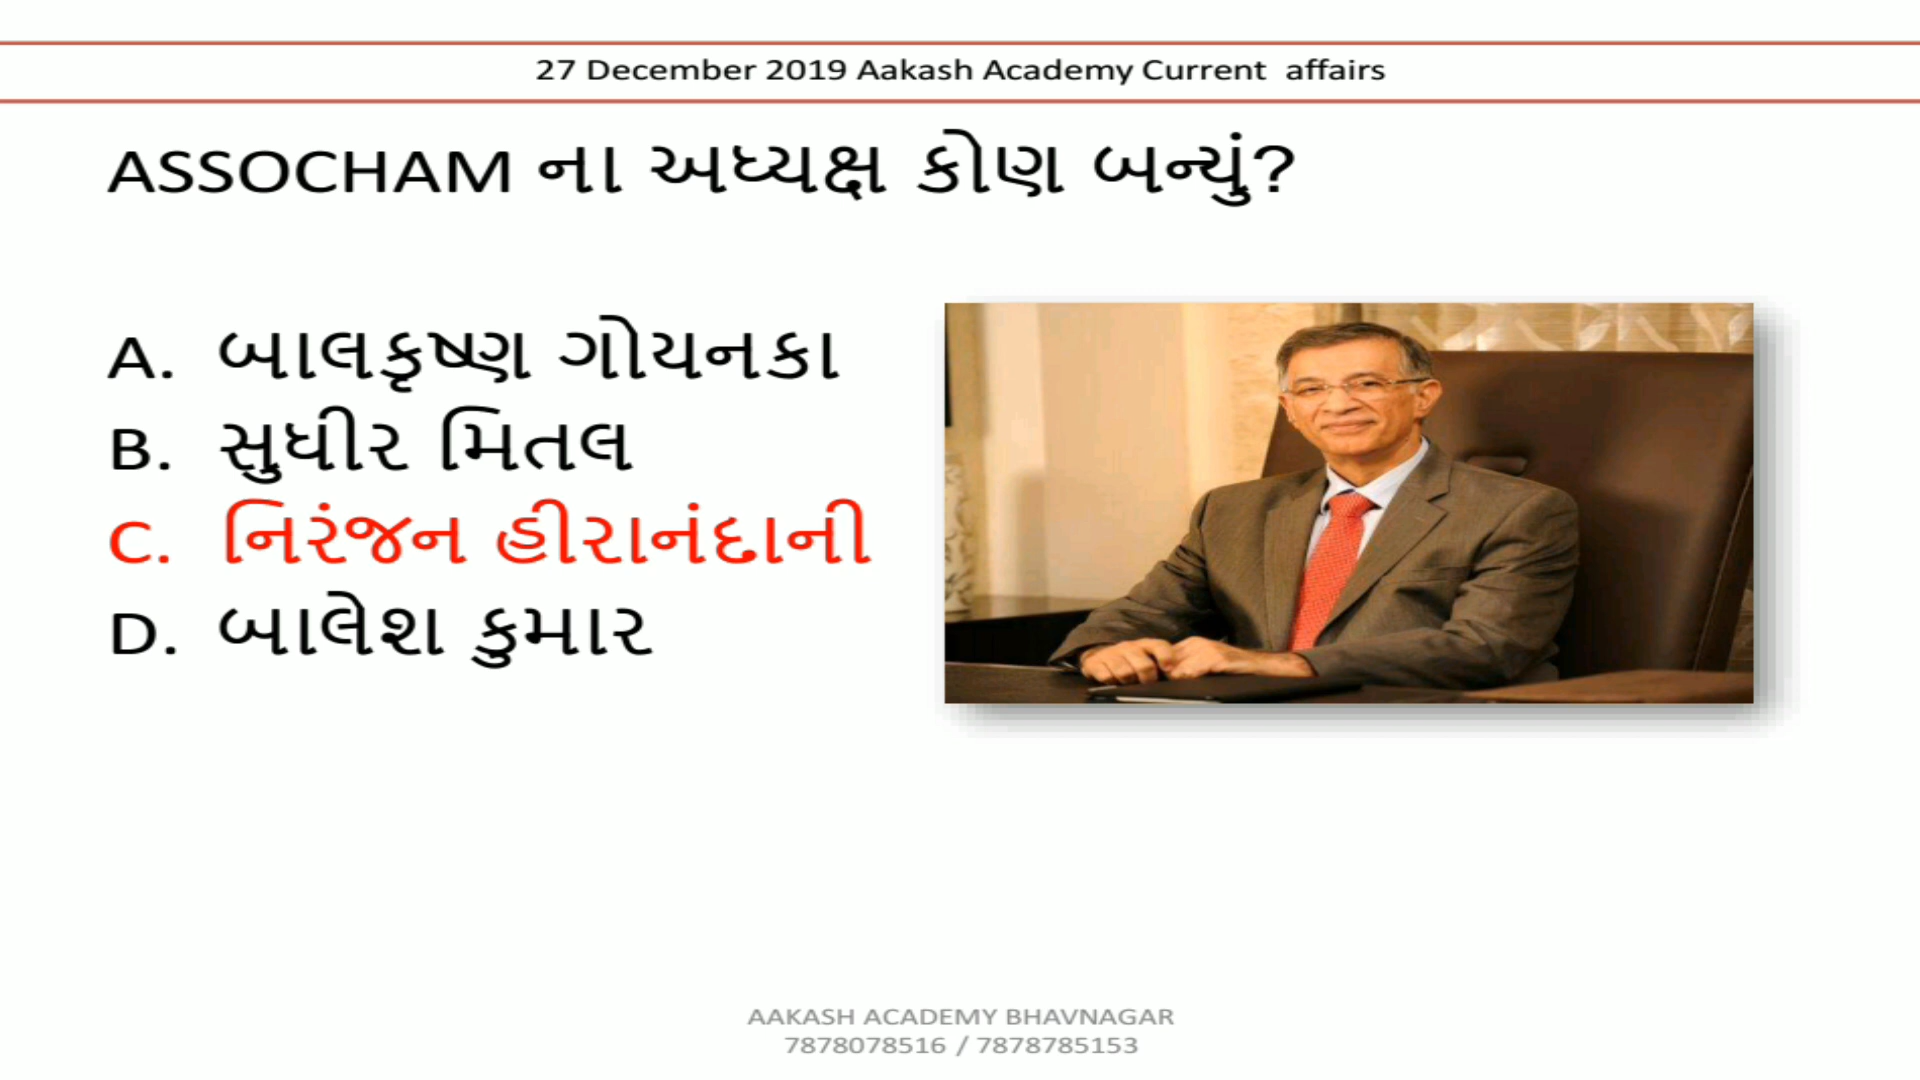 27 December 2019 Aakash Academy Current affairs
ASSOCHAM ના અધ્યક્ષ કોણ બન્યું?
A. બાલકૃષ્ણ ગોયનકા
B. સુધીર મિતલ
C. નિરંજન હીરાનંદાની
D. બાલેશ કુમાર
AAKASH ACADEMY BHAVNAGAR
7878078516 / 7878785153